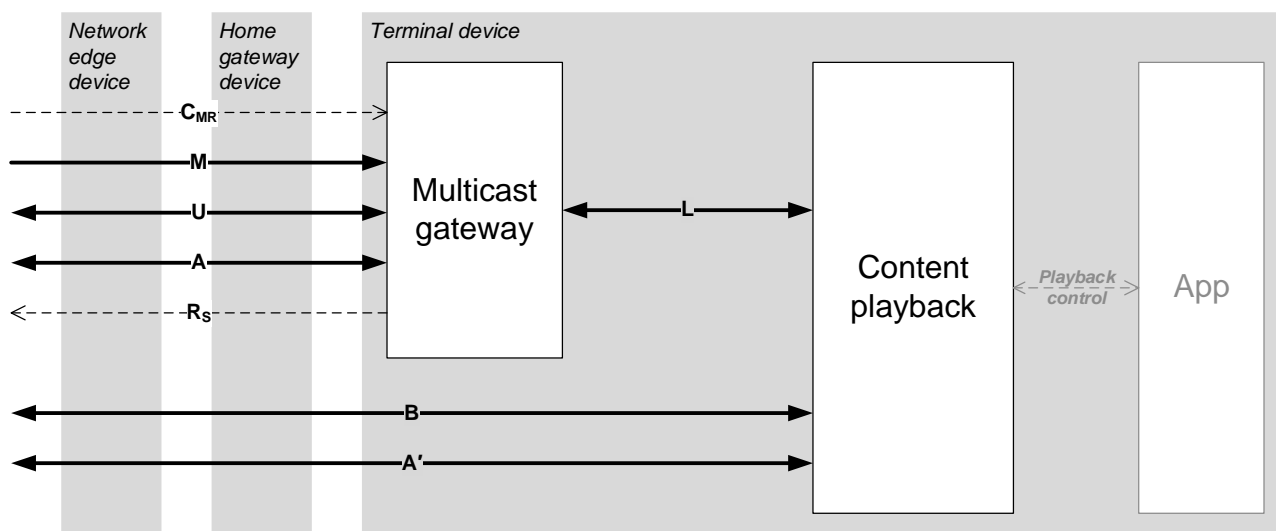 Network
edge
device
Home
gateway
device
Terminal device
CMR
M
U
A
RS
Multicast
gateway
L
Content
playback
Playback
control
App
B
A′